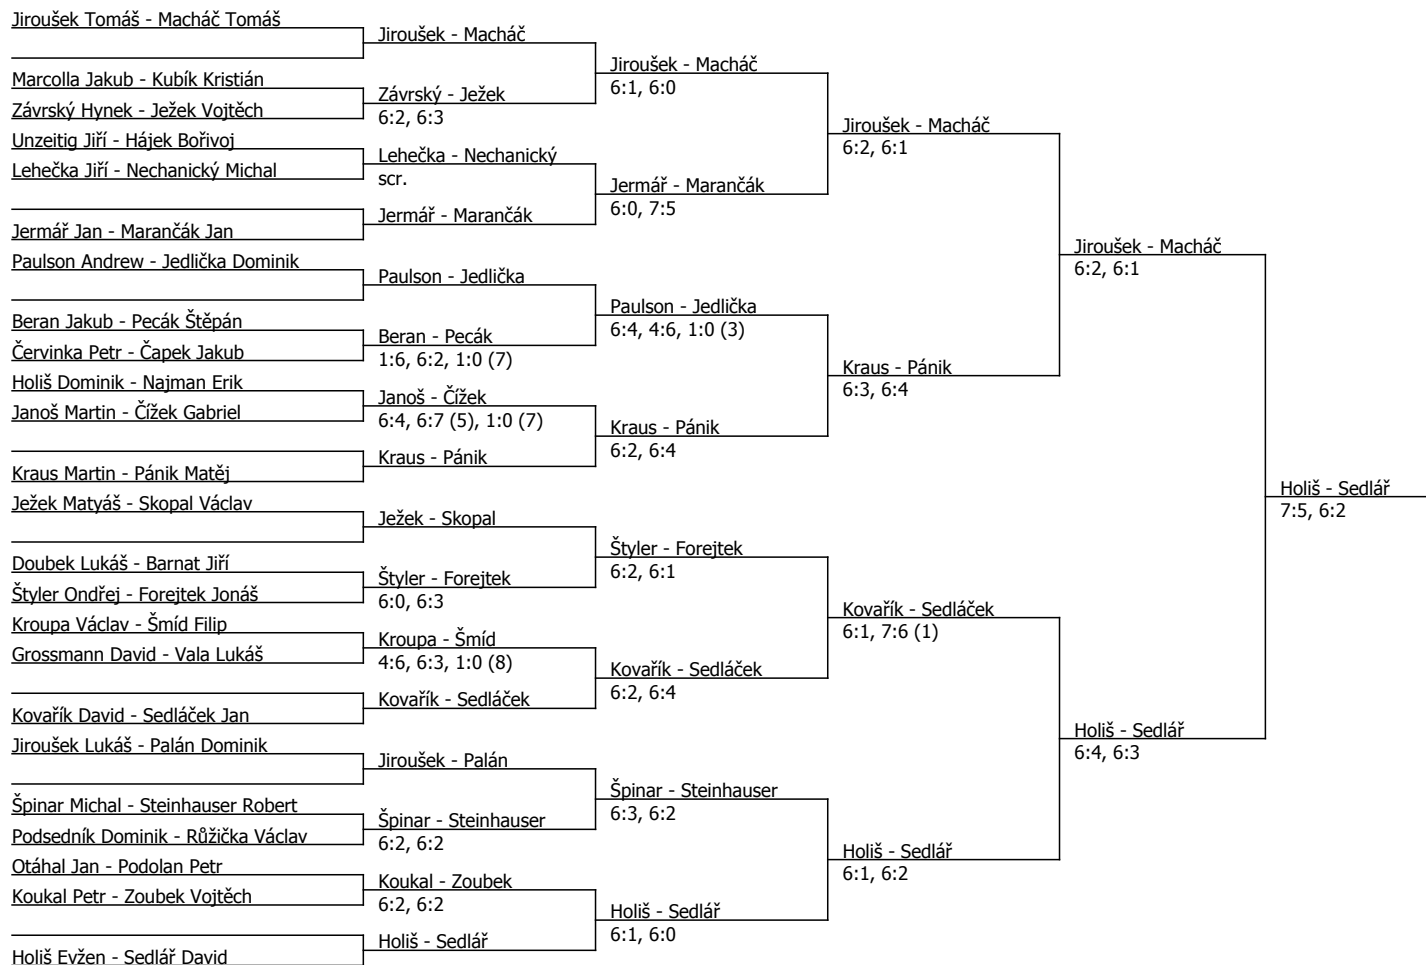 Jiroušek Tomáš - Macháč Tomáš
Marcolla Jakub - Kubík Kristián
Závrský Hynek - Ježek Vojtěch
Unzeitig Jiří - Hájek Bořivoj
Lehečka Jiří - Nechanický Michal
Jermář Jan - Marančák Jan
Paulson Andrew - Jedlička Dominik
Beran Jakub - Pecák Štěpán
Červinka Petr - Čapek Jakub
Holiš Dominik - Najman Erik
Janoš Martin - Čížek Gabriel
Kraus Martin - Pánik Matěj
Ježek Matyáš - Skopal Václav
Doubek Lukáš - Barnat Jiří
Štyler Ondřej - Forejtek Jonáš
Kroupa Václav - Šmíd Filip
Grossmann David - Vala Lukáš
Kovařík David - Sedláček Jan
Jiroušek Lukáš - Palán Dominik
Špinar Michal - Steinhauser Robert
Podsedník Dominik - Růžička Václav
Otáhal Jan - Podolan Petr
Koukal Petr - Zoubek Vojtěch
Holiš Evžen - Sedlář David
Jiroušek - Macháč
Závrský - Ježek
6:2, 6:3
Lehečka - Nechanický
scr.
Jermář - Marančák
Paulson - Jedlička
Beran - Pecák
1:6, 6:2, 1:0 (7)
Janoš - Čížek
6:4, 6:7 (5), 1:0 (7)
Kraus - Pánik
Ježek - Skopal
Štyler - Forejtek
6:0, 6:3
Kroupa - Šmíd
4:6, 6:3, 1:0 (8)
Kovařík - Sedláček
Jiroušek - Palán
Špinar - Steinhauser
6:2, 6:2
Koukal - Zoubek
6:2, 6:2
Holiš - Sedlář
Jiroušek - Macháč
6:1, 6:0
Jermář - Marančák
6:0, 7:5
Paulson - Jedlička
6:4, 4:6, 1:0 (3)
Kraus - Pánik
6:2, 6:4
Štyler - Forejtek
6:2, 6:1
Kovařík - Sedláček
6:2, 6:4
Špinar - Steinhauser
6:3, 6:2
Holiš - Sedlář
6:1, 6:0
Jiroušek - Macháč
6:2, 6:1
Kraus - Pánik
6:3, 6:4
Kovařík - Sedláček
6:1, 7:6 (1)
Holiš - Sedlář
6:1, 6:2
Jiroušek - Macháč
6:2, 6:1
Holiš - Sedlář
6:4, 6:3
Holiš - Sedlář
7:5, 6:2